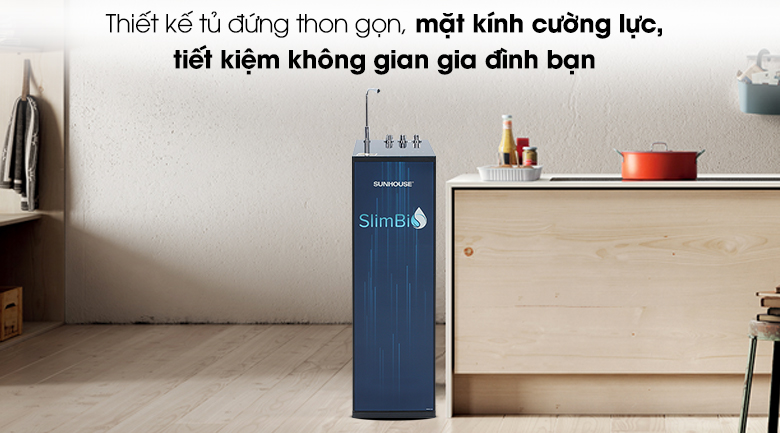 Thiết kế tủ đứng thon gọn, mặt kính cường lực,
tiết kiệm không gian gia đình bạn
SUNHOUSE
SlimBio